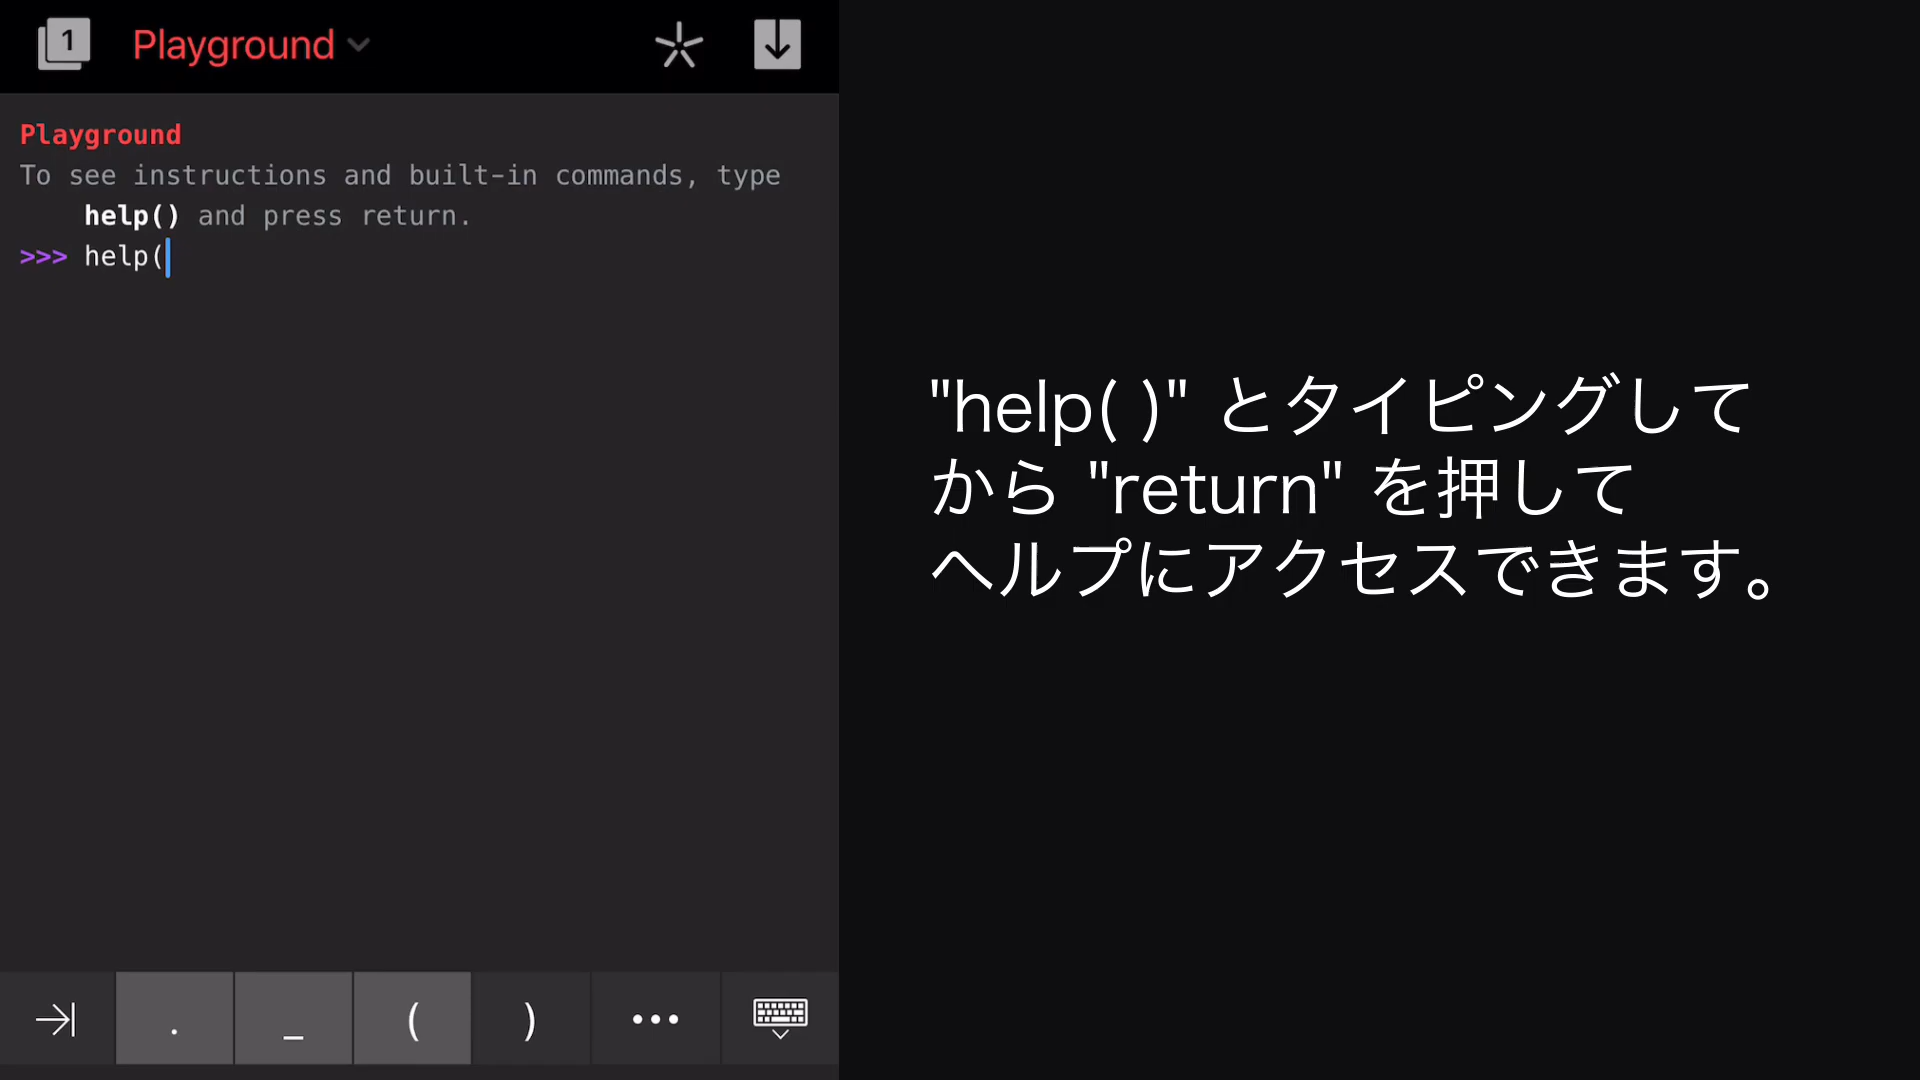 1
Playground
Playground
To see instructions and built-in commands, type
help() and press return.
>>> help(
"help( )" とタイピングして
から "return" を押して
ヘルプにアクセスできます。
. _ ( ) •••